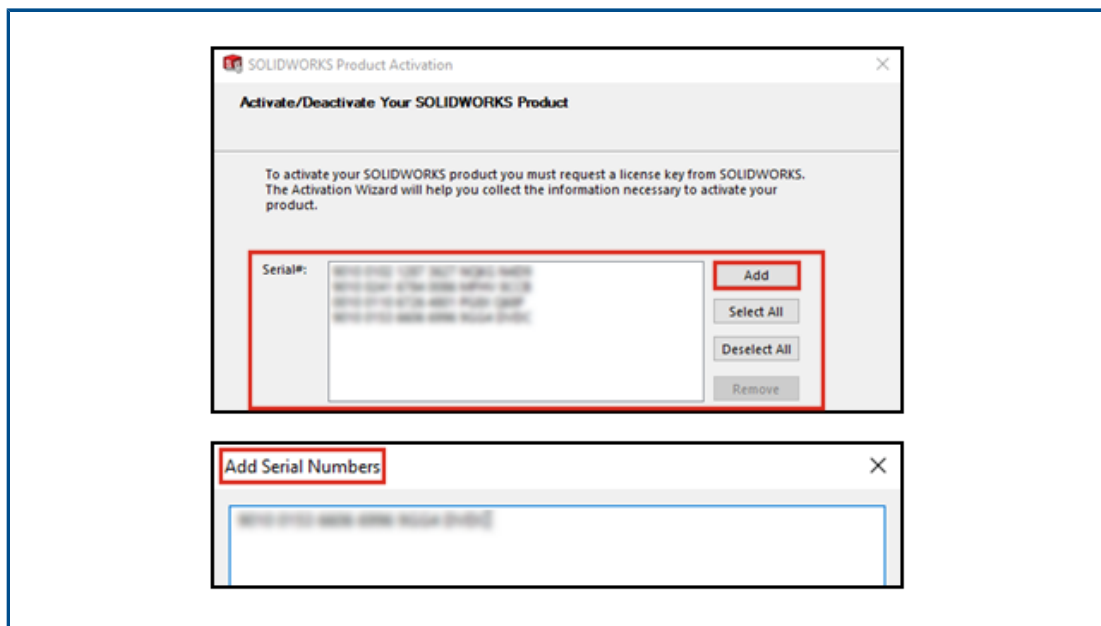 SOLIDWORKS Product Activation
Activate/Deactivate Your SOLIDWORKS Product
To activate your SOLIDWORKS product you must request a license key from SOLIDWORKS.
The Activation Wizard will help you collect the information necessary to activate your
product.
Serial#:
Add
Select All
Deselect All
Remove
Add Serial Numbers